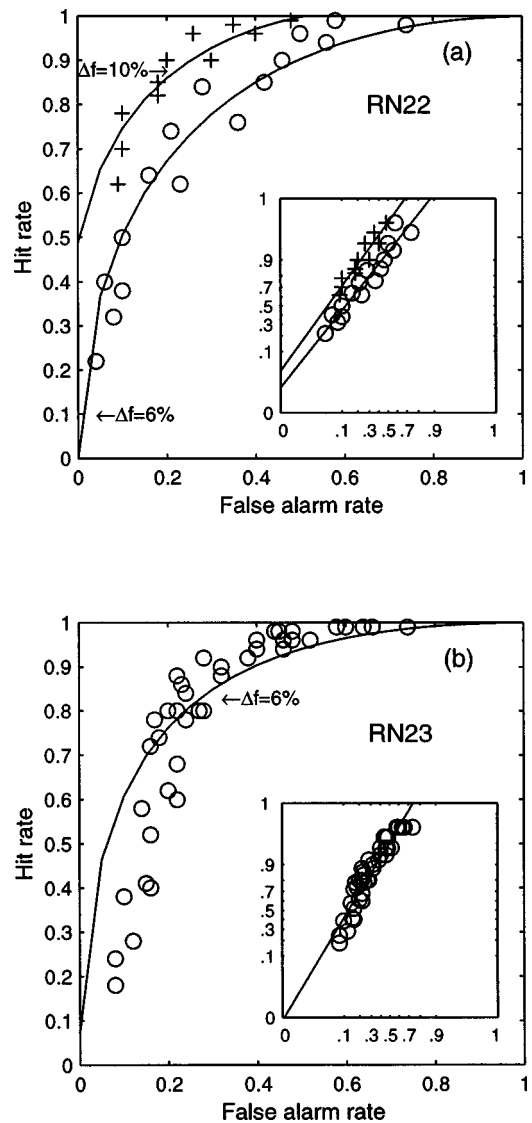 1
0.9
0.8
0.7
0.6
0.5
0.4
0.3
0.2
0.1
0
Hit rate
Δf=10%→
←Δf=6%
(a)
RN22
1
.9
.7
.5
.3
.1
0
0 .1 .3 .5 .7 .9 1
0 0.2 0.4 0.6 0.8 1
False alarm rate
1
0.9
0.8
0.7
0.6
0.5
0.4
0.3
0.2
0.1
0
Hit rate
(b)
←Δf=6%
RN23
1
.9
.7
.5
.3
.1
0
0 .1 .3 .5 .7 .9 1
0 0.2 0.4 0.6 0.8 1
False alarm rate